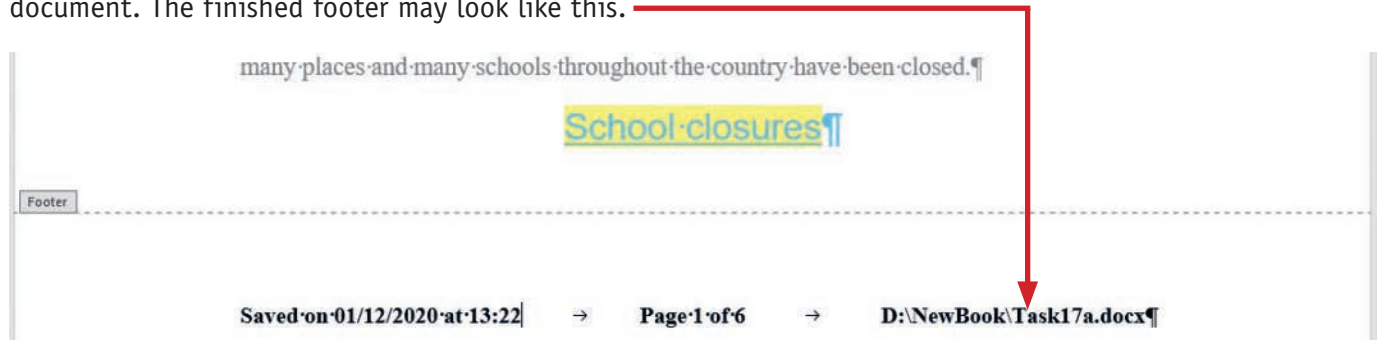 document. The finished footer may look like this.
many·places·and·many·schools·throughout·the·country·have·been·closed.¶
School·closures¶
Footer
Saved·on·01/12/2020·at·13:22 → Page·1·of·6 → D:\NewBook\Task17a.docx¶